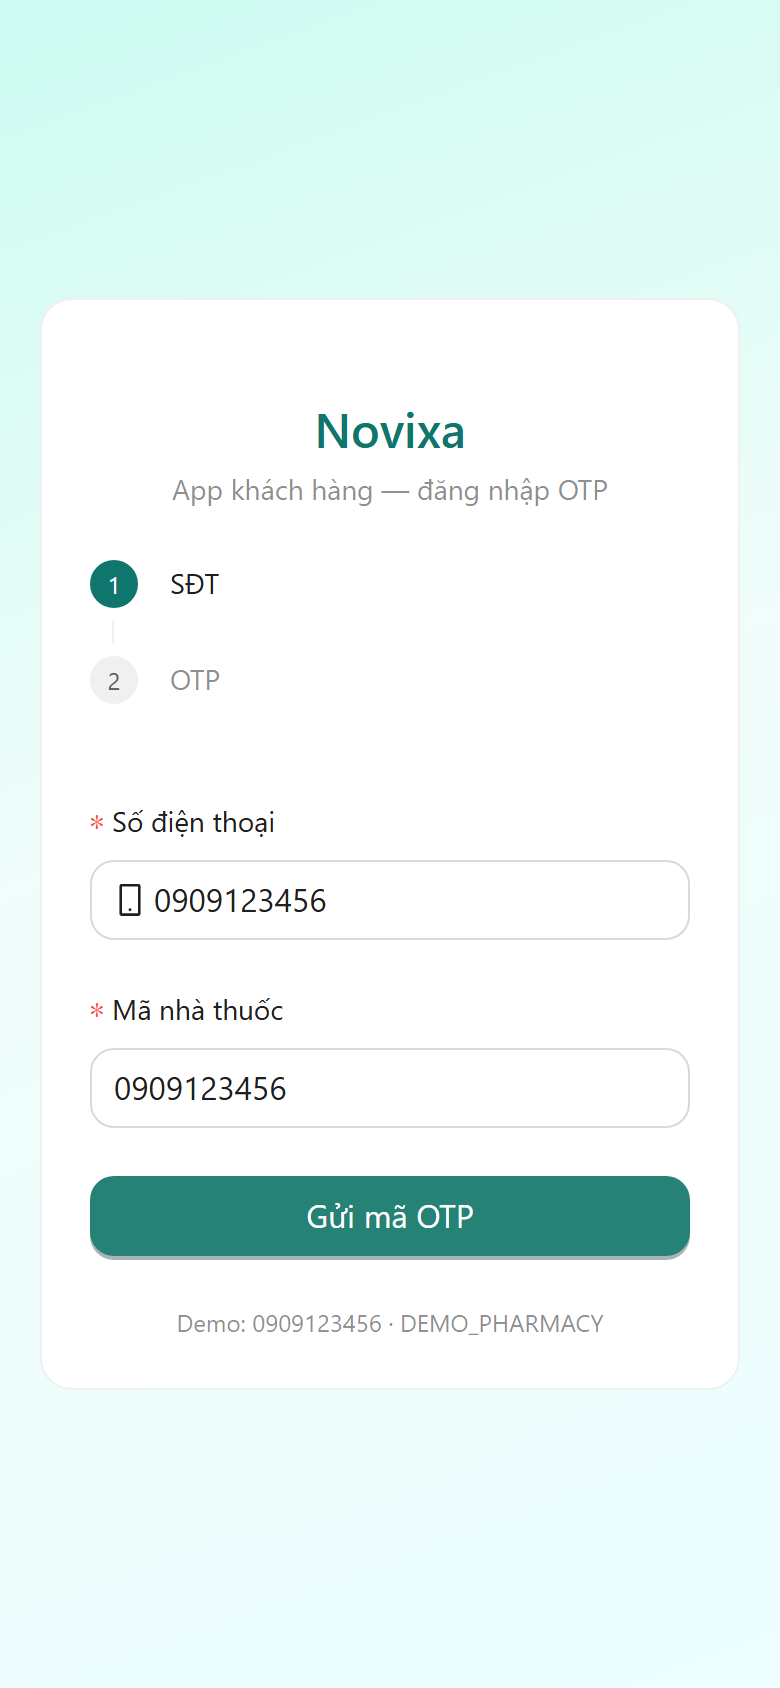 Novixa
App khách hàng — đăng nhập OTP
1 SĐT
2 OTP
* Số điện thoại
0909123456
* Mã nhà thuốc
0909123456
Gửi mã OTP
Demo: 0909123456 · DEMO_PHARMACY